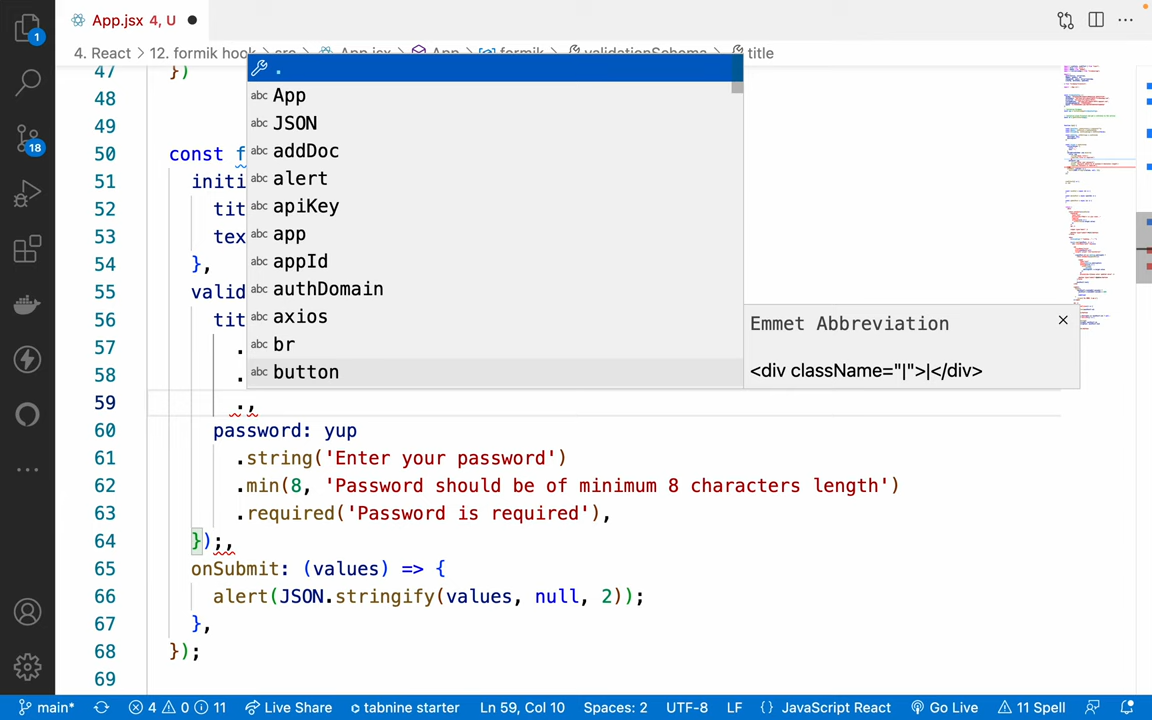 App.jsx 4, U ●
1
4. React > 12. formik hook > src > App.jsx > App > formik > validationSchema > title
47 })
.
48
App
49
JSON
50 const f
addDoc
51 initi
alert
52 tit
apiKey
53 tex
app
54 },
appId
55 valid
authDomain
56 tit
axios
57 .
br
58 .
button
Emmet Abbreviation ×
<div className="|">|</div>
59 .,
60 password: yup
61 .string('Enter your password')
62 .min(8, 'Password should be of minimum 8 characters length')
63 .required('Password is required'),
64 });,
65 onSubmit: (values) => {
66 alert(JSON.stringify(values, null, 2));
67 },
68 });
69
18
main* 4 0 11 Live Share tabnine starter Ln 59, Col 10 Spaces: 2 UTF-8 LF {} JavaScript React Go Live 11 Spell